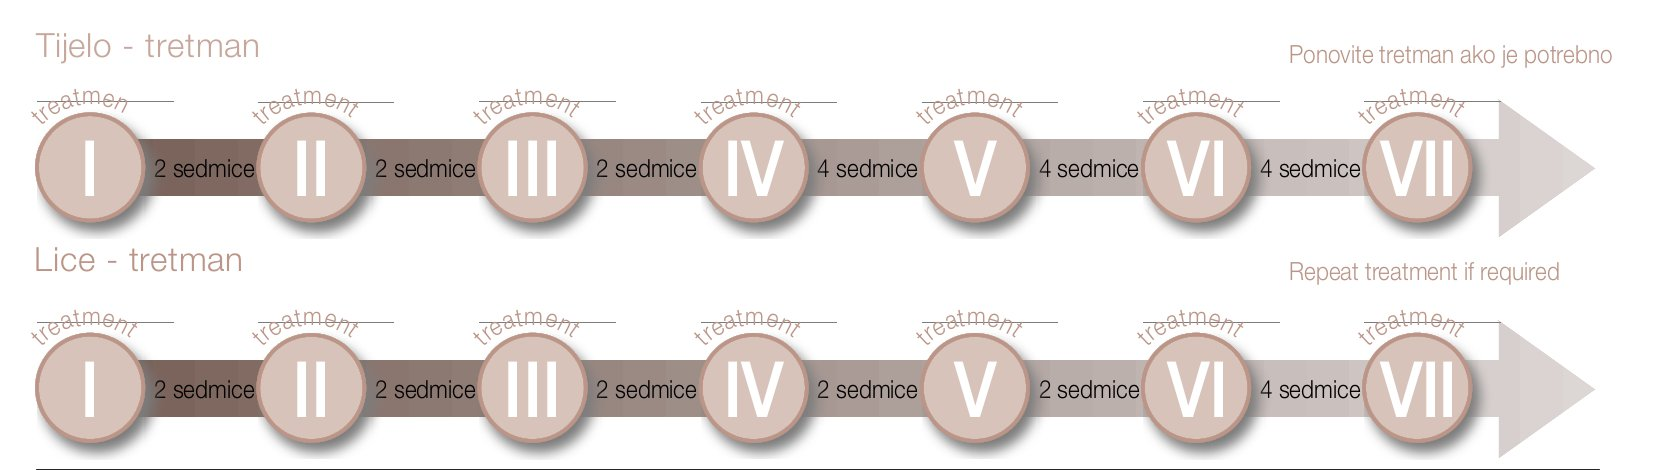 Tijelo - tretman
Ponovite tretman ako je potrebno
treatmen treatment treatment treatment treatment treatment treatment
I 2 sedmice II 2 sedmice III 2 sedmice IV 4 sedmice V 4 sedmice VI 4 sedmice VII
Lice - tretman
Repeat treatment if required
treatment treatment treatment treatment treatment treatment treatment
I 2 sedmice II 2 sedmice III 2 sedmice IV 2 sedmice V 2 sedmice VI 4 sedmice VII